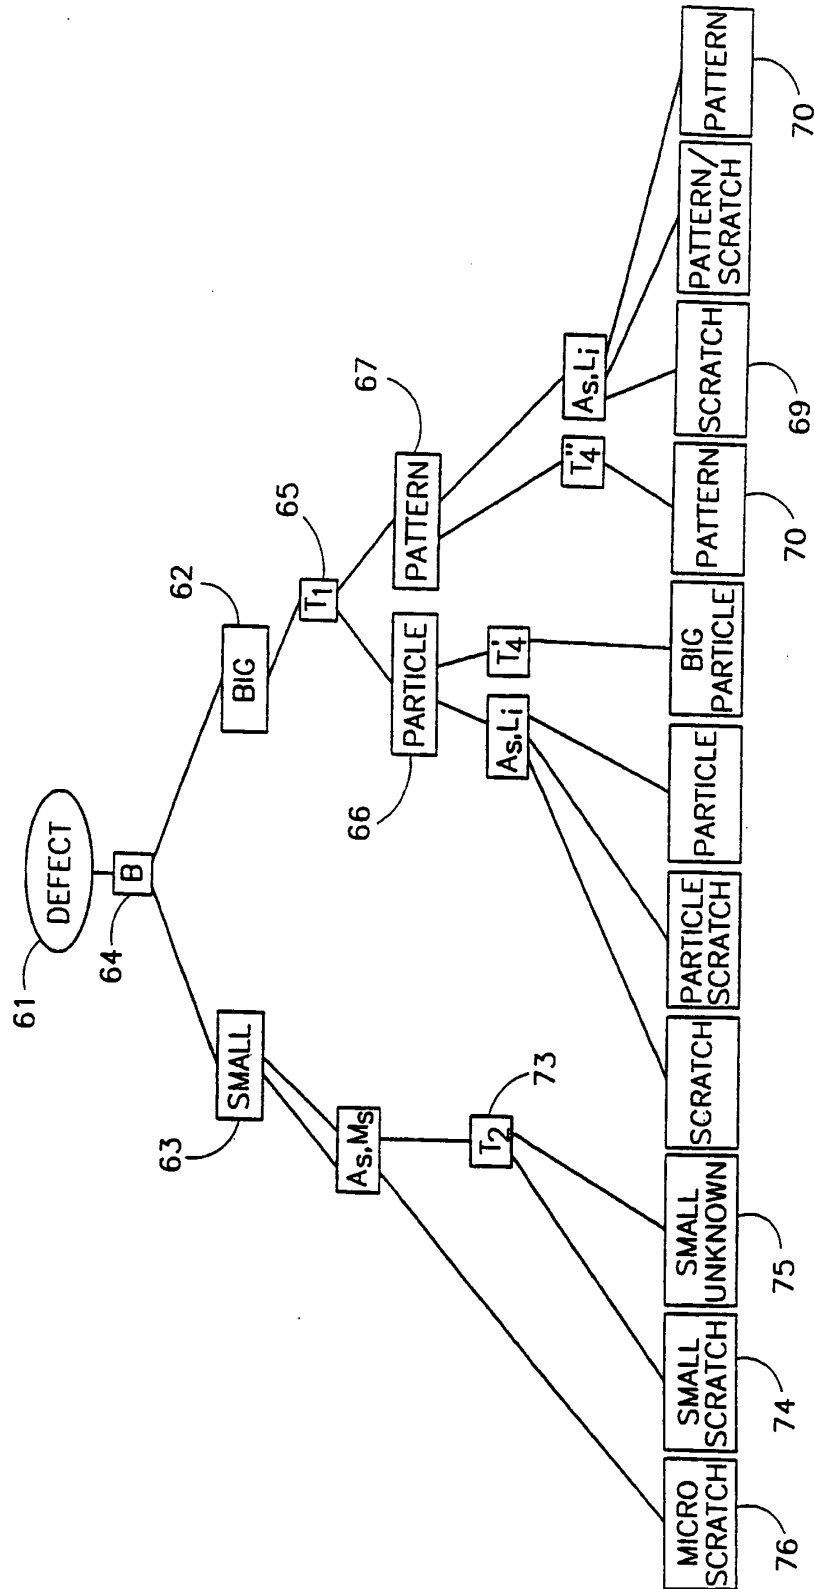 61
DEFECT
64
B
63
SMALL
62
BIG
As,Ms
65
T1
73
T2
66
PARTICLE
67
PATTERN
As,Li
T'4
T"4
As,Li
MICRO
SCRATCH
SMALL
SCRATCH
SMALL
UNKNOWN
SCRATCH
PARTICLE
SCRATCH
PARTICLE
BIG
PARTICLE
PATTERN
SCRATCH
PATTERN/
SCRATCH
PATTERN
76
74
75
70
69
70